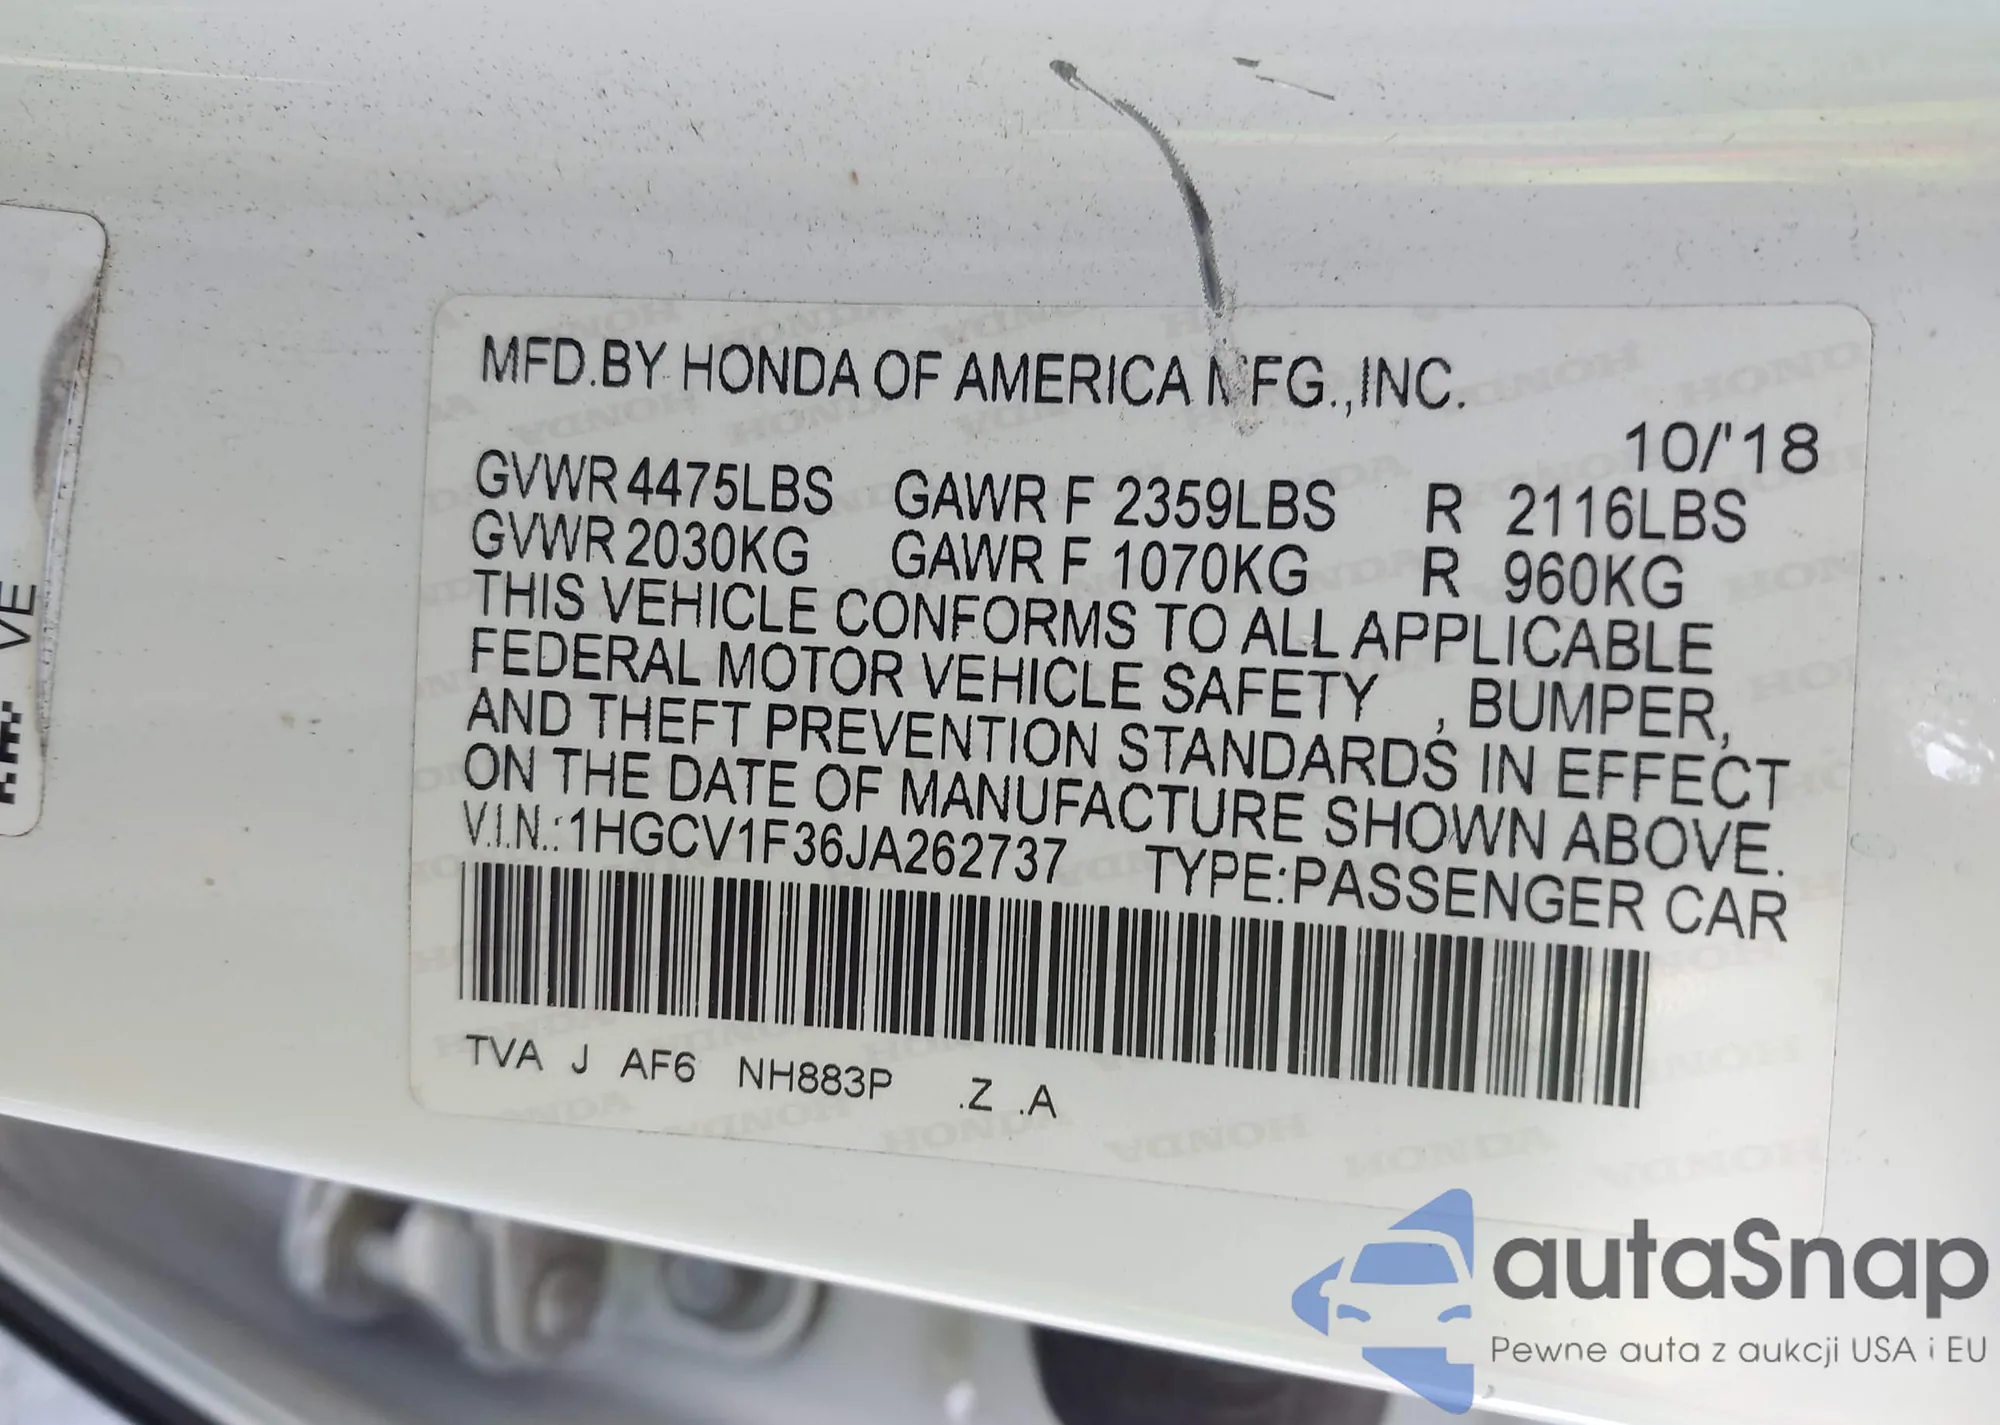 MFD.BY HONDA OF AMERICA MFG.,INC.
10/'18
GVWR 4475LBS GAWR F 2359LBS R 2116LBS
GVWR 2030KG GAWR F 1070KG R 960KG
THIS VEHICLE CONFORMS TO ALL APPLICABLE
FEDERAL MOTOR VEHICLE SAFETY , BUMPER,
AND THEFT PREVENTION STANDARDS IN EFFECT
ON THE DATE OF MANUFACTURE SHOWN ABOVE.
V.I.N.:1HGCV1F36JA262737 TYPE:PASSENGER CAR
TVA J AF6 NH883P .Z .A
VE
autaSnap
Pewne auta z aukcji USA i EU